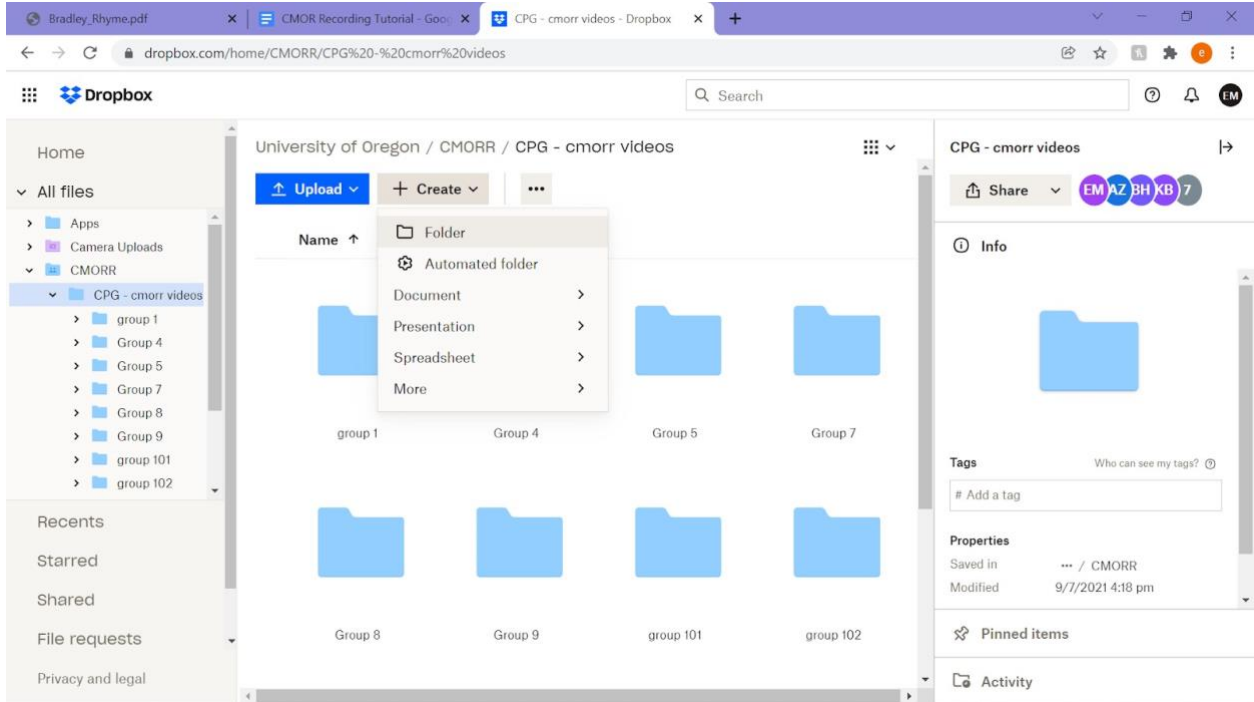 Bradley_Rhyme.pdf
CMOR Recording Tutorial - Goog
CPG - cmorr videos - Dropbox
dropbox.com/home/CMORR/CPG%20-%20cmorr%20videos
e
Dropbox
Search
EM
Home
All files
Apps
Camera Uploads
CMORR
CPG - cmorr videos
group 1
Group 4
Group 5
Group 7
Group 8
Group 9
group 101
group 102
Recents
Starred
Shared
File requests
Privacy and legal
University of Oregon / CMORR / CPG - cmorr videos
Upload
+ Create
...
Name ↑
Folder
Automated folder
Document
Presentation
Spreadsheet
More
group 1 Group 4 Group 5 Group 7
Group 8 Group 9 group 101 group 102
CPG - cmorr videos
Share
EM AZ BH KB 7
Info
Tags Who can see my tags?
# Add a tag
Properties
Saved in ... / CMORR
Modified 9/7/2021 4:18 pm
Pinned items
Activity